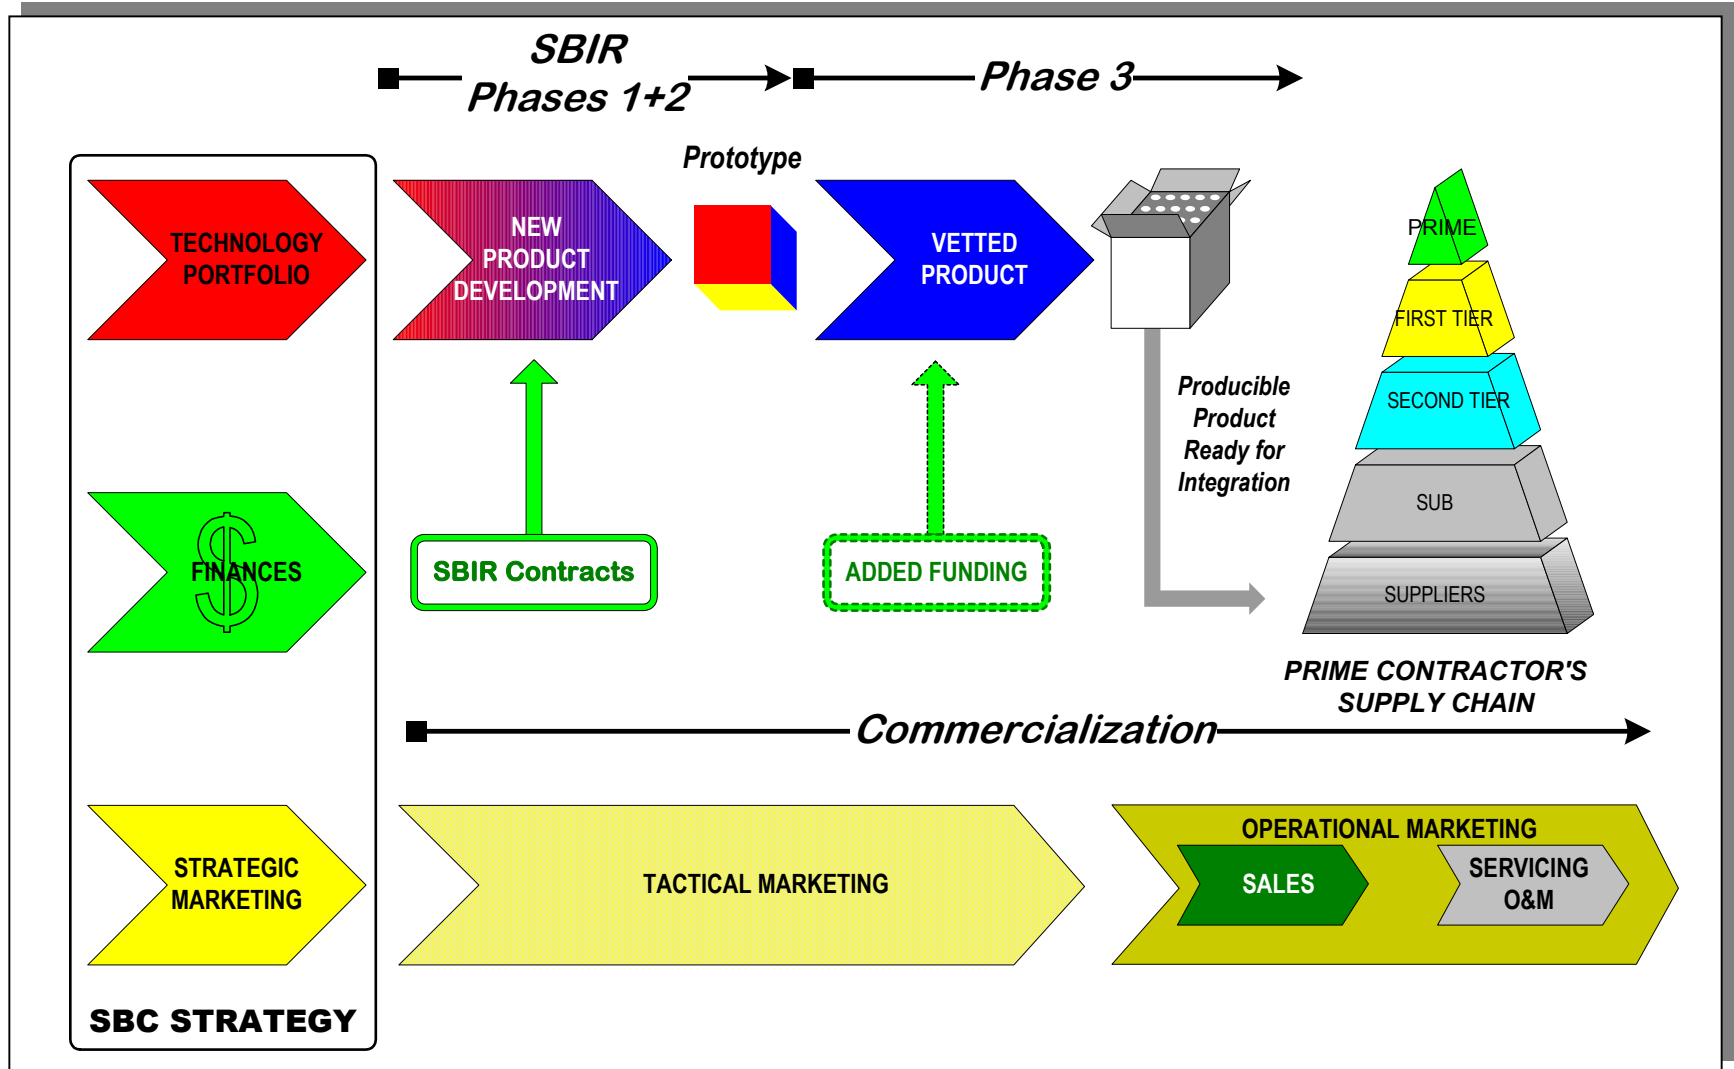 SBIR
Phases 1+2
Phase 3
Prototype
TECHNOLOGY
PORTFOLIO
NEW
PRODUCT
DEVELOPMENT
VETTED
PRODUCT
PRIME
FIRST TIER
SECOND TIER
SUB
SUPPLIERS
Producible
Product
Ready for
Integration
$
FINANCES
SBIR Contracts
ADDED FUNDING
PRIME CONTRACTOR'S
SUPPLY CHAIN
Commercialization
STRATEGIC
MARKETING
TACTICAL MARKETING
OPERATIONAL MARKETING
SALES
SERVICING
O&M
SBC STRATEGY